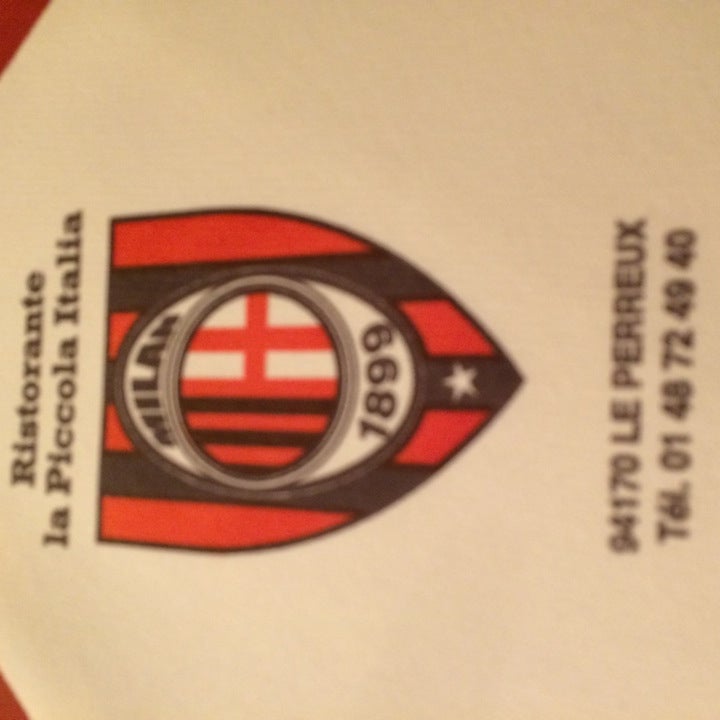 Ristorante
la Piccola Italia
MILAN
1899
94170 LE PERREUX
Tél. 01 48 72 49 40